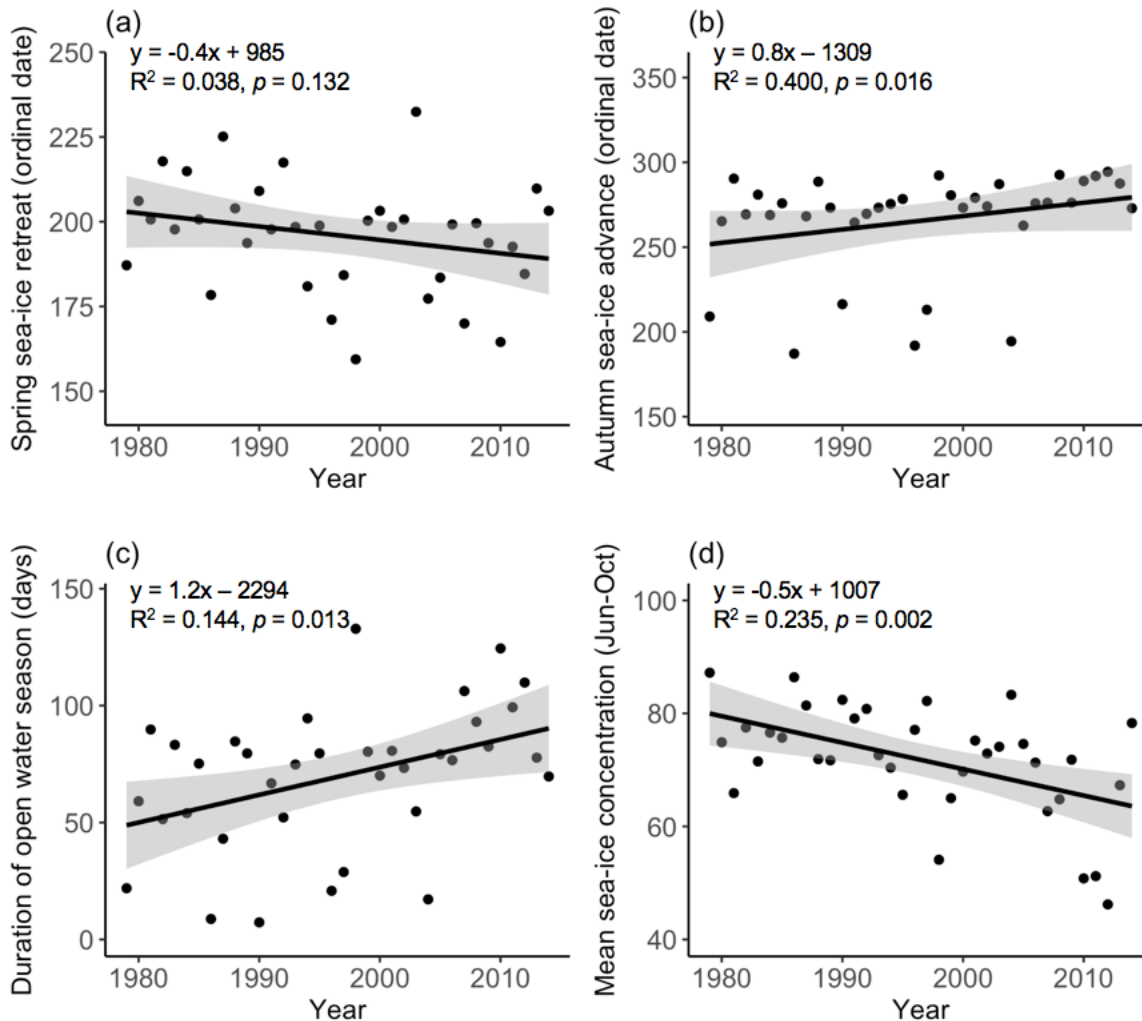 (a)
y = -0.4x + 985
R² = 0.038, p = 0.132
Spring sea-ice retreat (ordinal date)
250
225
200
175
150
1980 1990 2000 2010
Year
(b)
y = 0.8x – 1309
R² = 0.400, p = 0.016
Autumn sea-ice advance (ordinal date)
350
300
250
200
150
1980 1990 2000 2010
Year
(c)
y = 1.2x – 2294
R² = 0.144, p = 0.013
Duration of open water season (days)
150
100
50
0
1980 1990 2000 2010
Year
(d)
y = -0.5x + 1007
R² = 0.235, p = 0.002
Mean sea-ice concentration (Jun-Oct)
100
80
60
40
1980 1990 2000 2010
Year